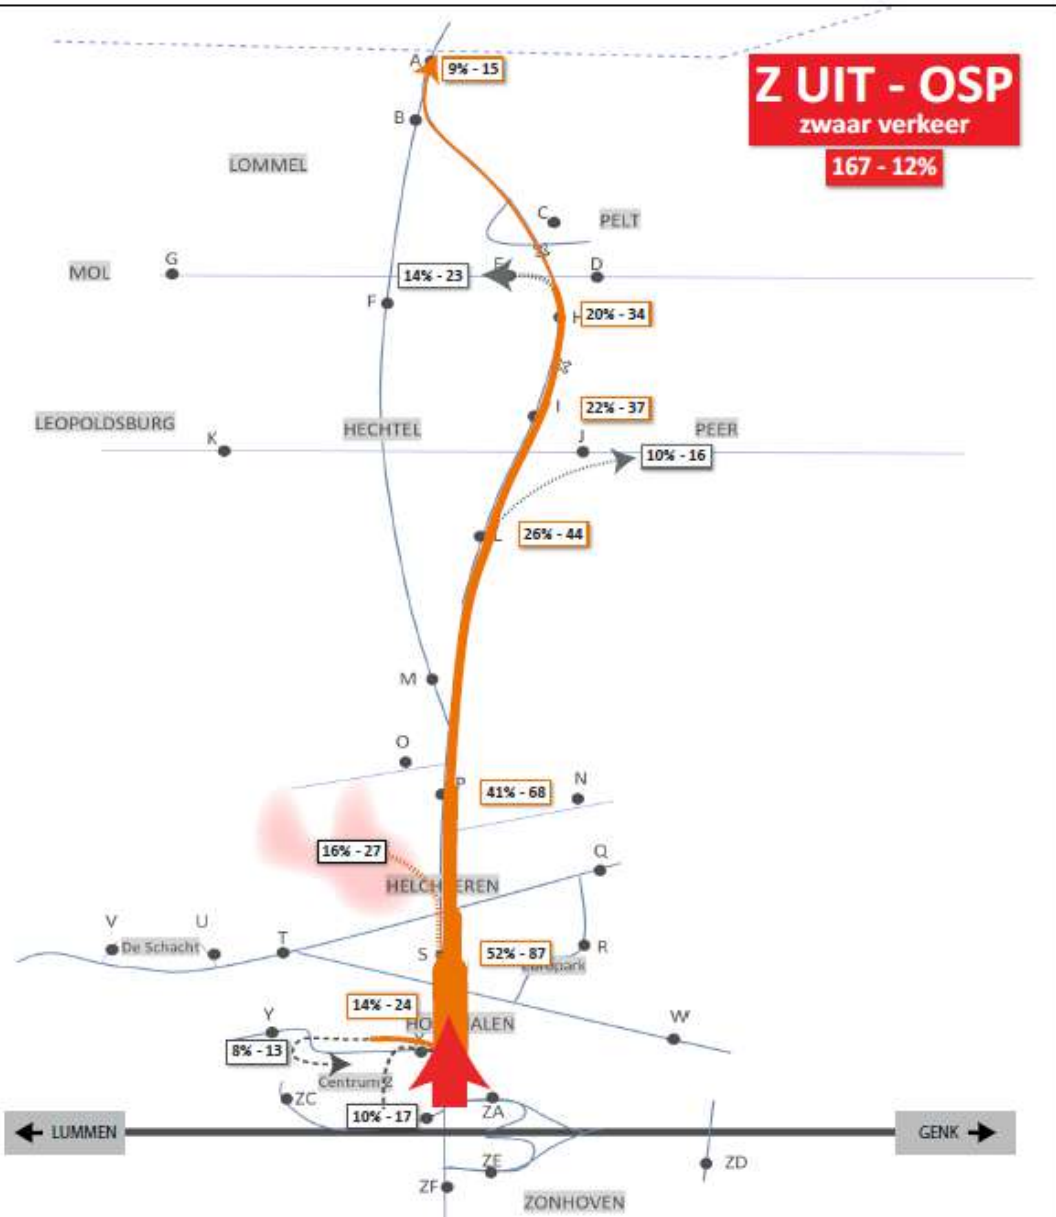 A
9% - 15
Z UIT - OSP
zwaar verkeer
167 - 12%
B
LOMMEL
C
PELT
MOL
G
14% - 23
D
F
20% - 34
I
22% - 37
LEOPOLDSBURG
HECHTEL
PEER
K
J
10% - 16
L
26% - 44
M
O
P
41% - 68
N
16% - 27
Q
V
U
T
De Schacht
S
52% - 87
R
14% - 24
Y
W
8% - 13
Centrum 2
ZC
10% - 17
ZA
LUMMEN
GENK
ZE
ZD
ZF
ZONHOVEN